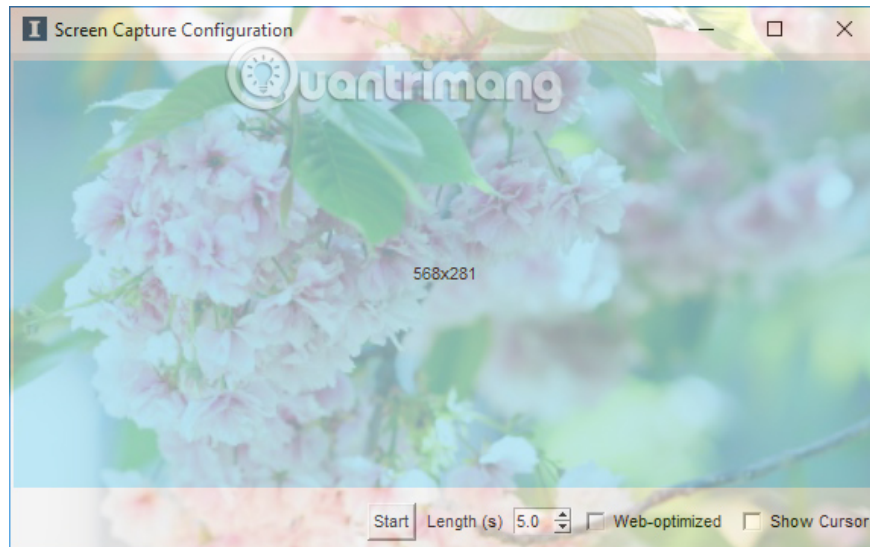 I Screen Capture Configuration
Quantrimang
568x281
Start Length (s) 5.0 Web-optimized Show Cursor